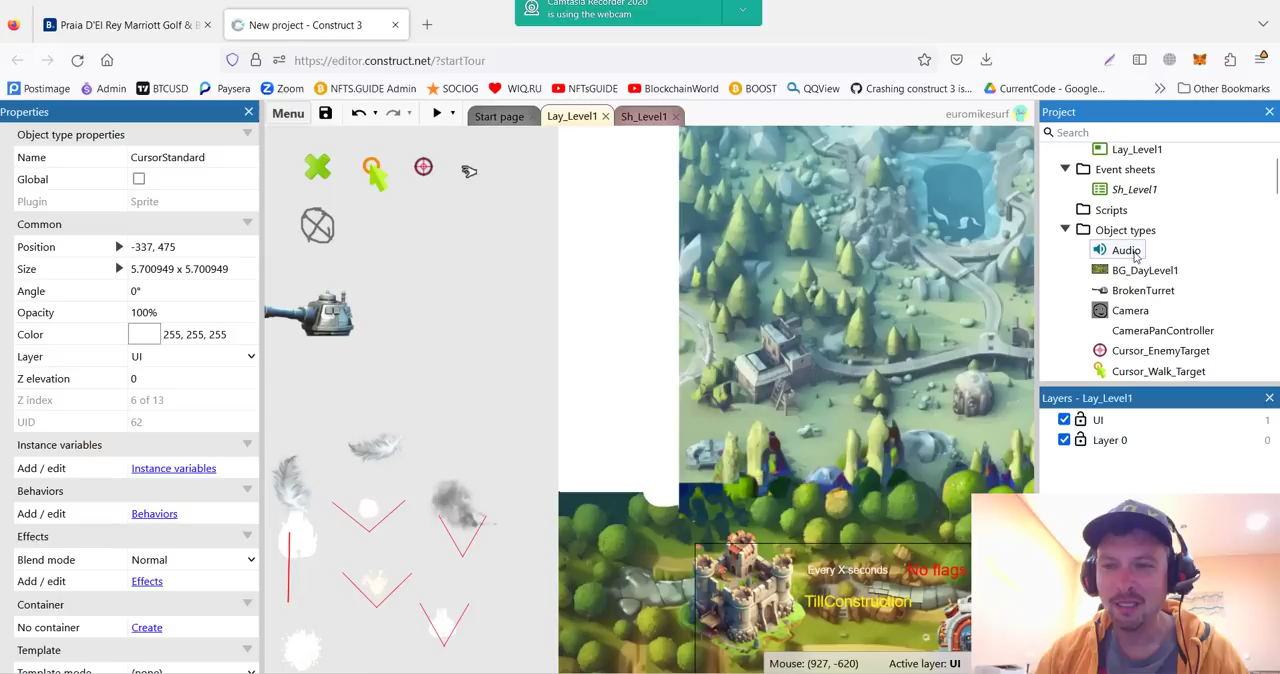 Camtasia Recorder 2020
is using the webcam
Praia D'El Rey Marriott Golf & B
New project - Construct 3
https://editor.construct.net/?startTour
Postimage
Admin
BTCUSD
Paysera
Zoom
NFTS.GUIDE Admin
SOCIOG
WIQ.RU
NFTsGUIDE
BlockchainWorld
BOOST
QQView
Crashing construct 3 is...
CurrentCode - Google...
Other Bookmarks
Properties
Menu
Start page
Lay_Level1
Sh_Level1
euromikesurf
Project
Object type properties
Name CursorStandard
Global
Plugin Sprite
Common
Position -337, 475
Size 5.700949 x 5.700949
Angle 0°
Opacity 100%
Color 255, 255, 255
Layer UI
Z elevation 0
Z index 6 of 13
UID 62
Instance variables
Add / edit Instance variables
Behaviors
Add / edit Behaviors
Effects
Blend mode Normal
Add / edit Effects
Container
No container Create
Template
Template mode (none)
Every X seconds
No flags
TillConstruction
Mouse: (927, -620) Active layer: UI
Search
Lay_Level1
Event sheets
Sh_Level1
Scripts
Object types
Audio
BG_DayLevel1
BrokenTurret
Camera
CameraPanController
Cursor_EnemyTarget
Cursor_Walk_Target
Layers - Lay_Level1
UI 1
Layer 0 0